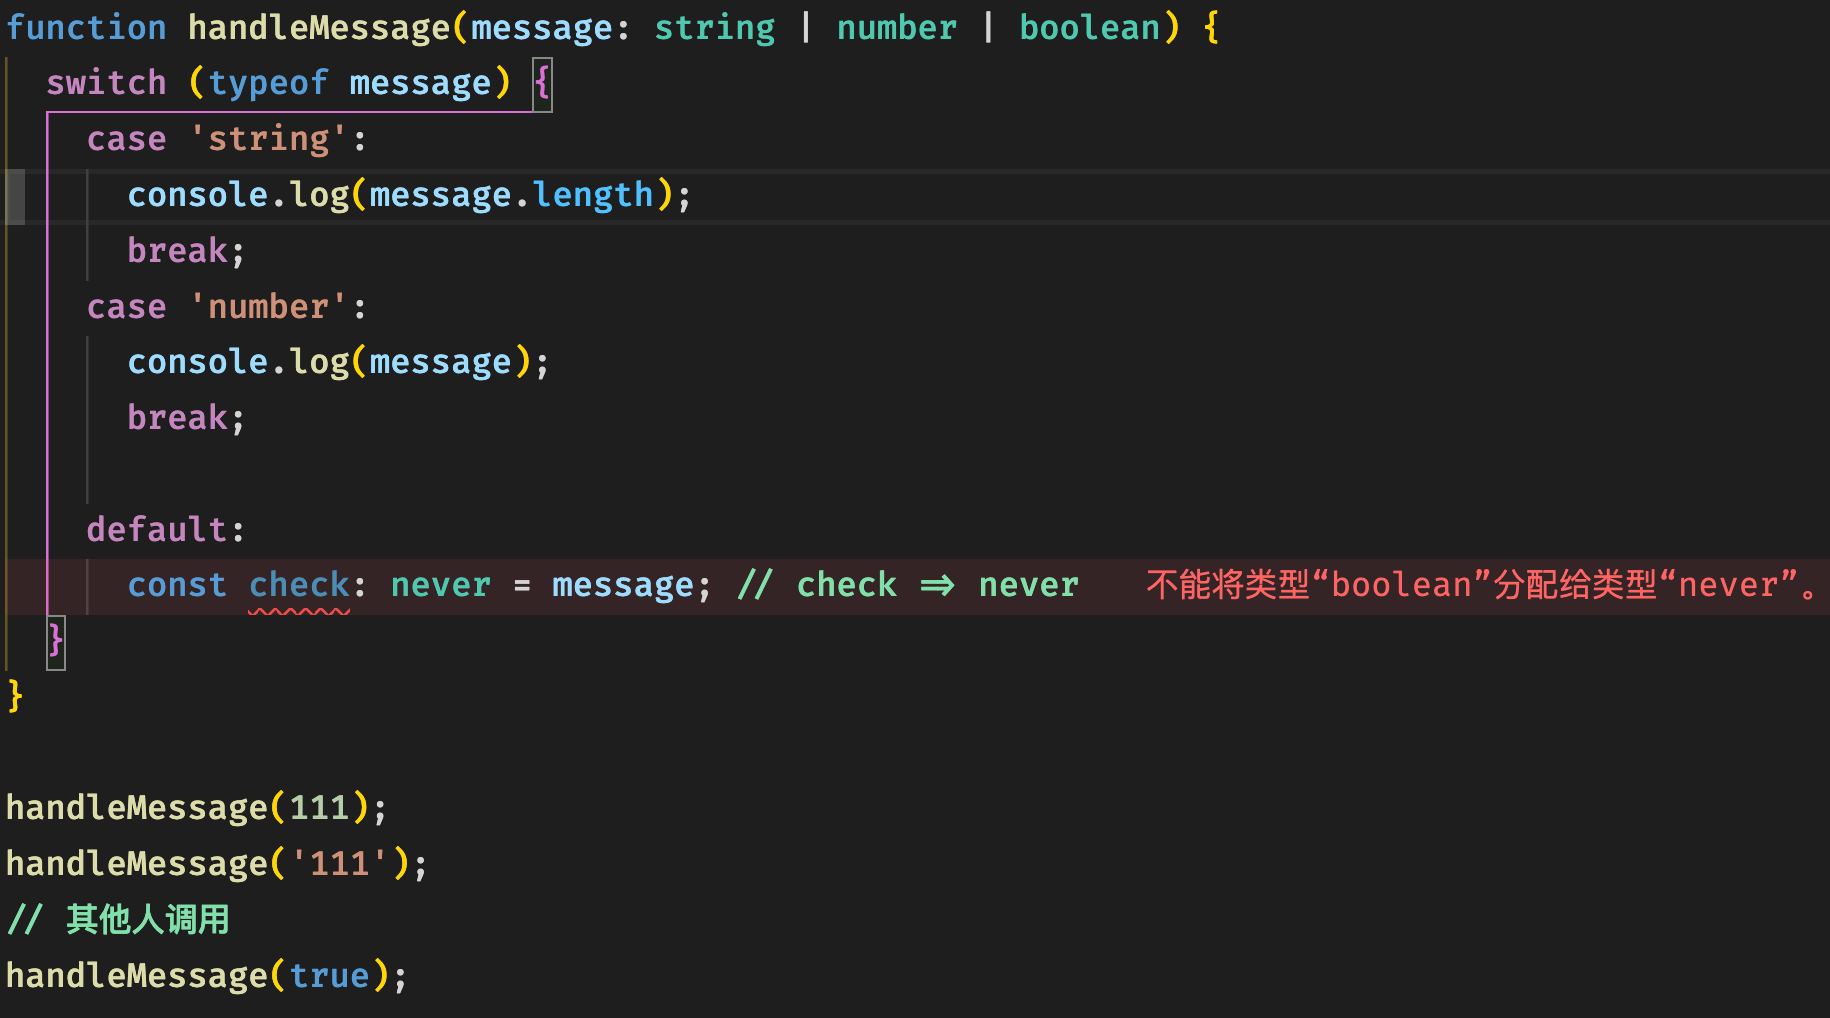 function handleMessage(message: string | number | boolean) {
  switch (typeof message) {
    case 'string':
      console.log(message.length);
      break;
    case 'number':
      console.log(message);
      break;

    default:
      const check: never = message; // check => never    不能将类型“boolean”分配给类型“never”。
  }
}

handleMessage(111);
handleMessage('111');
// 其他人调用
handleMessage(true);